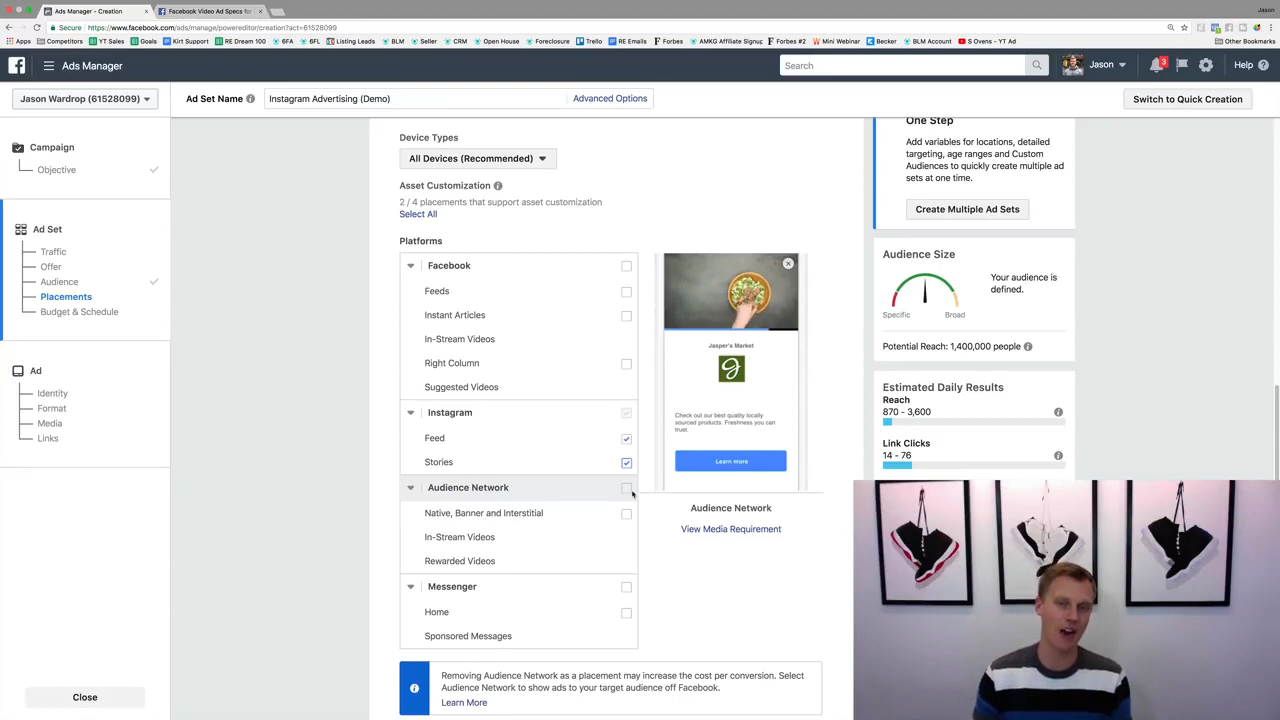 Ads Manager - Creation
Facebook Video Ad Specs for
Jason
Secure
https://www.facebook.com/ads/manager/powereditor/creation?act=61528099
Apps
Competitors
YT Sales
Goals
Kirt Support
RE Dream 100
6FA
6FL
Listing Leads
BLM
Seller
CRM
Open House
Foreclosure
Trello
RE Emails
Forbes
AMKG Affiliate Signup
Forbes #2
Mini Webinar
Becker
BLM Account
S Ovens - YT Ad
Other Bookmarks
Ads Manager
Search
Jason
3
Help
Jason Wardrop (61528099)
Ad Set Name
Instagram Advertising (Demo)
Advanced Options
Switch to Quick Creation
Campaign
Objective
Ad Set
Traffic
Offer
Audience
Placements
Budget & Schedule
Ad
Identity
Format
Media
Links
Close
Device Types
All Devices (Recommended)
Asset Customization
2 / 4 placements that support asset customization
Select All
Platforms
Facebook
Feeds
Instant Articles
In-Stream Videos
Right Column
Suggested Videos
Instagram
Feed
Stories
Audience Network
Native, Banner and Interstitial
In-Stream Videos
Rewarded Videos
Messenger
Home
Sponsored Messages
Jasper's Market
Check out our best quality locally
sourced products. Freshness you can
trust.
Learn more
Audience Network
View Media Requirement
Removing Audience Network as a placement may increase the cost per conversion. Select
Audience Network to show ads to your target audience off Facebook.
Learn More
One Step
Add variables for locations, detailed
targeting, age ranges and Custom
Audiences to quickly create multiple ad
sets at one time.
Create Multiple Ad Sets
Audience Size
Your audience is
defined.
Specific
Broad
Potential Reach: 1,400,000 people
Estimated Daily Results
Reach
870 - 3,600
Link Clicks
14 - 76